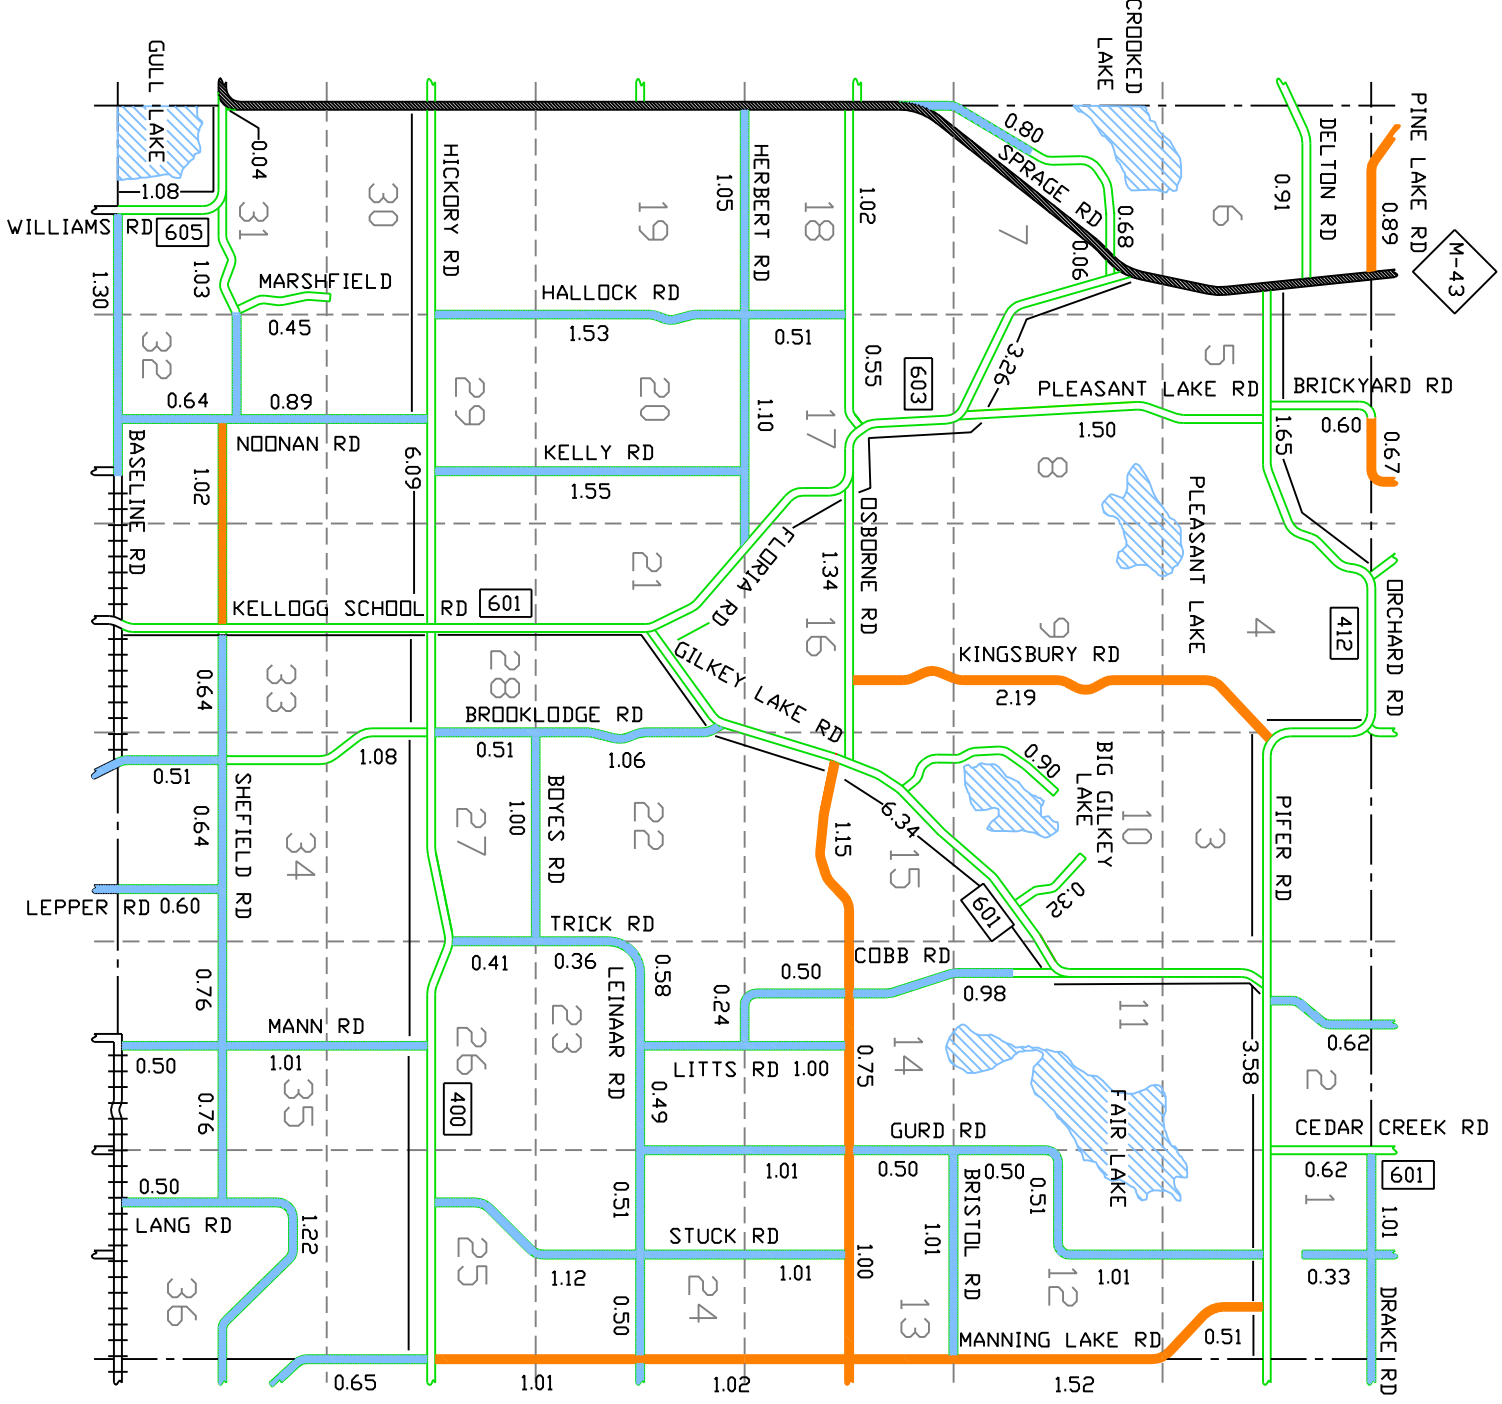 GULL LAKE
CROOKED LAKE
PINE LAKE RD
DELTON RD
0.80
SPRAGE RD
0.04
1.08
WILLIAMS RD
605
31
30
HICKORY RD
19
1.05
HERBERT RD
18
1.02
7
0.68
0.06
6
0.91
0.89
M-43
1.30
1.03
MARSHFIELD
0.45
HALLOCK RD
1.53
0.51
0.55
603
3.26
5
32
0.64
0.89
29
20
1.10
17
PLEASANT LAKE RD
1.50
BRICKYARD RD
0.60
1.65
0.67
NOONAN RD
BASELINE RD
1.02
6.09
KELLY RD
1.55
8
PLEASANT LAKE
21
FLORIA RD
1.34
OSBORNE RD
KELLOGG SCHOOL RD
601
16
9
4
412
ORCHARD RD
KINGSBURY RD
2.19
0.64
33
28
GILKEY LAKE RD
BROOKLODGE RD
0.51
1.06
1.08
0.51
0.64
SHEFIELD RD
34
27
1.00
BOYES RD
22
1.15
6.34
15
0.90
BIG GILKEY LAKE
10
3
PIFER RD
0.32
601
LEPPER RD
0.60
TRICK RD
0.41
0.36
0.58
COBB RD
0.50
0.98
0.76
0.24
11
MANN RD
0.50
1.01
26
23
LEINAAR RD
LITTS RD
1.00
0.75
14
3.58
0.62
2
0.76
35
400
0.49
FAIR LAKE
GURD RD
1.01
0.50
0.50
CEDAR CREEK RD
0.62
601
0.50
LANG RD
1.22
0.51
STUCK RD
1.01
1.00
1.01
BRISTOL RD
0.51
1.01
1
1.01
0.33
36
25
1.12
24
13
12
0.50
MANNING LAKE RD
0.51
DRAKE RD
0.65
1.01
1.02
1.52